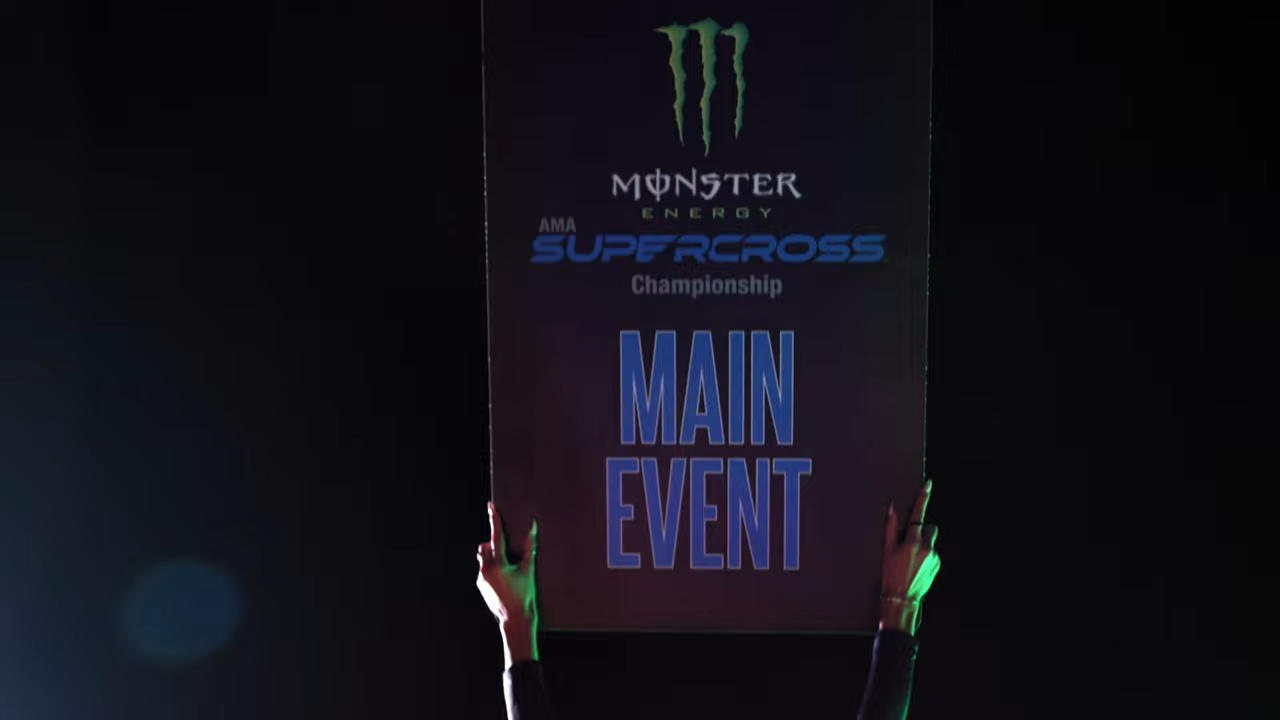 MONSTER
ENERGY
AMA
SUPERCROSS
Championship
MAIN
EVENT